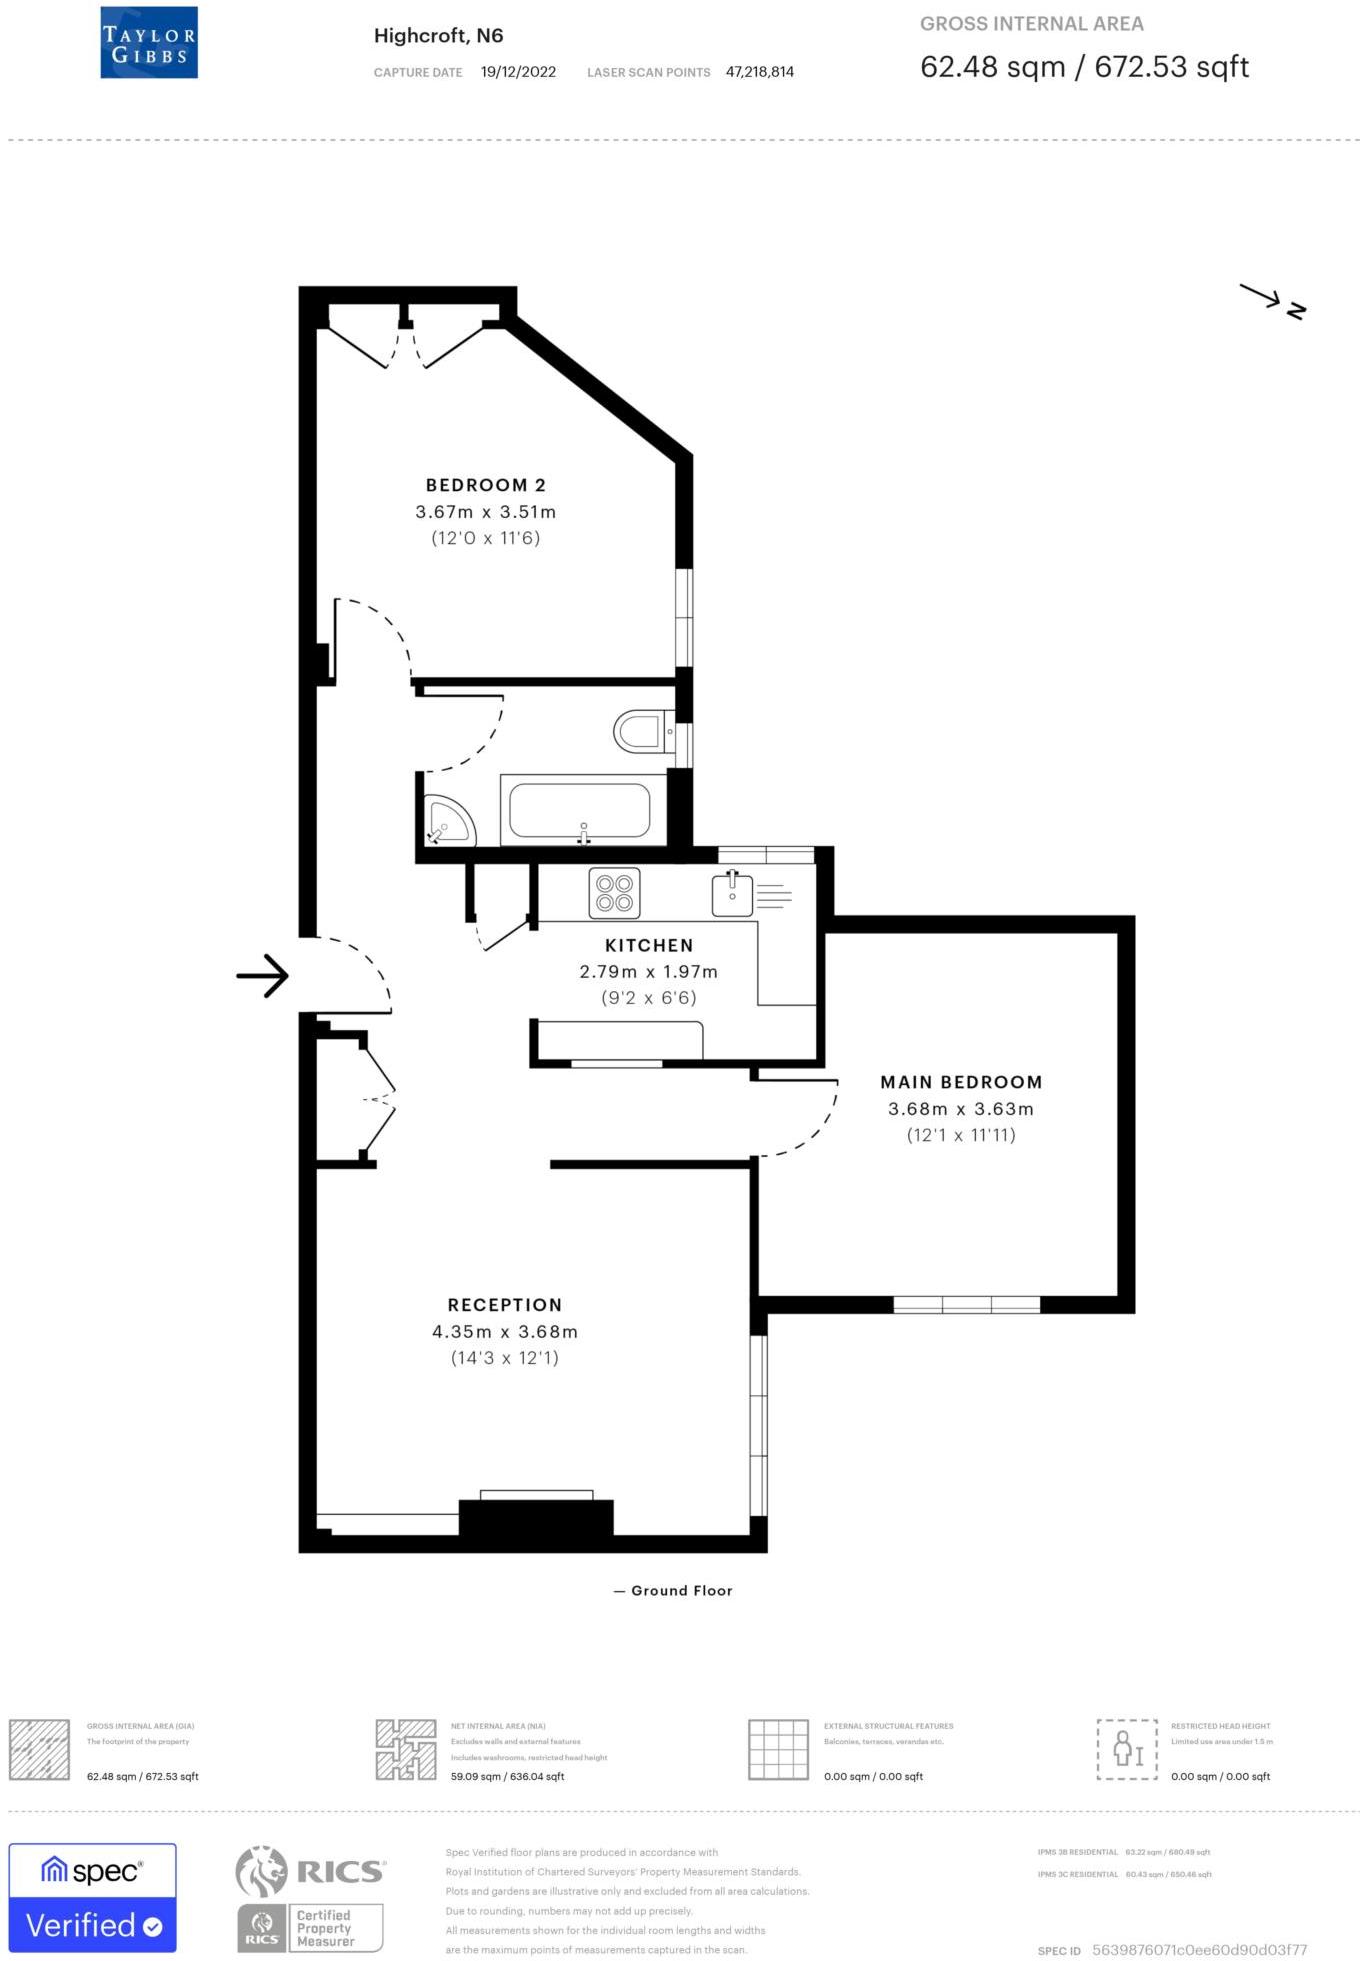 TAYLOR
GIBBS
Highcroft, N6
CAPTURE DATE 19/12/2022 LASER SCAN POINTS 47,218,814
GROSS INTERNAL AREA
62.48 sqm / 672.53 sqft
N
BEDROOM 2
3.67m x 3.51m
(12'0 x 11'6)
KITCHEN
2.79m x 1.97m
(9'2 x 6'6)
MAIN BEDROOM
3.68m x 3.63m
(12'1 x 11'11)
RECEPTION
4.35m x 3.68m
(14'3 x 12'1)
— Ground Floor
GROSS INTERNAL AREA (GIA)
The footprint of the property
62.48 sqm / 672.53 sqft
NET INTERNAL AREA (NIA)
Excludes walls and external features
Includes washrooms, restricted head height
59.09 sqm / 636.04 sqft
EXTERNAL STRUCTURAL FEATURES
Balconies, terraces, verandas etc.
0.00 sqm / 0.00 sqft
RESTRICTED HEAD HEIGHT
Limited use area under 1.5 m
0.00 sqm / 0.00 sqft
spec®
Verified
RICS®
RICS
Certified
Property
Measurer
Spec Verified floor plans are produced in accordance with
Royal Institution of Chartered Surveyors' Property Measurement Standards.
Plots and gardens are illustrative only and excluded from all area calculations.
Due to rounding, numbers may not add up precisely.
All measurements shown for the individual room lengths and widths
are the maximum points of measurements captured in the scan.
IPMS 3B RESIDENTIAL 63.22 sqm / 680.49 sqft
IPMS 3C RESIDENTIAL 60.43 sqm / 650.46 sqft
SPEC ID 5639876071c0ee60d90d03f77